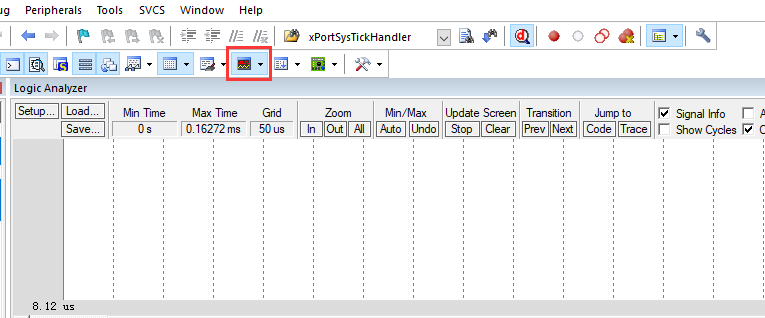 ug Peripherals Tools SVCS Window Help
xPortSysTickHandler
Logic Analyzer
Setup... Load... Min Time Max Time Grid Zoom Min/Max Update Screen Transition Jump to Signal Info A
Save... 0 s 0.16272 ms 50 us In Out All Auto Undo Stop Clear Prev Next Code Trace Show Cycles C
8.12 us